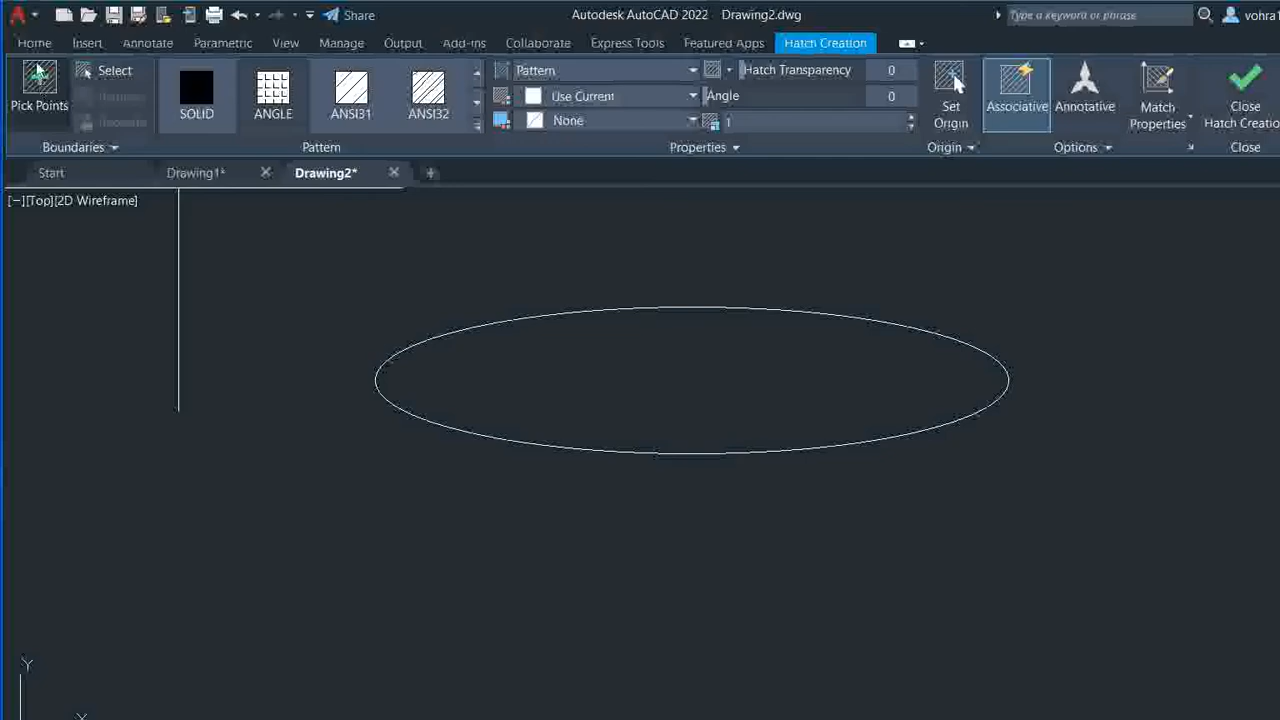 Share
Autodesk AutoCAD 2022 Drawing2.dwg
Type a keyword or phrase
vohra
Home Insert Annotate Parametric View Manage Output Add-ins Collaborate Express Tools Featured Apps Hatch Creation
Pick Points
Select
Remove
Recreate
Boundaries
SOLID
ANGLE
ANSI31
ANSI32
Pattern
Pattern
Use Current
None
Hatch Transparency 0
Angle 0
1
Properties
Set
Origin
Origin
Associative
Annotative
Match
Properties
Options
Close
Hatch Creatio
Close
Start Drawing1* Drawing2*
[−][Top][2D Wireframe]
Y
X